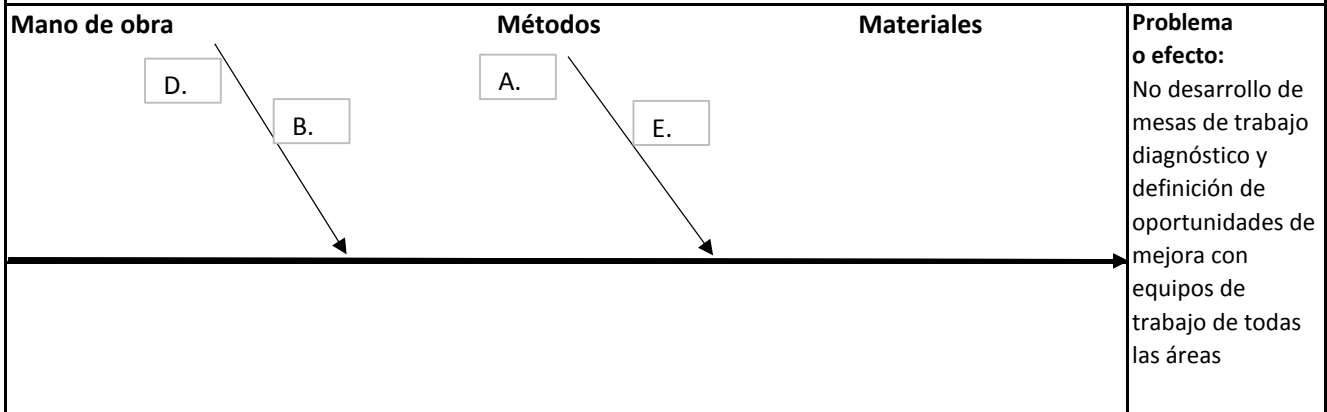 Mano de obra
Métodos
Materiales
D.
B.
A.
E.
Problema
o efecto:
No desarrollo de
mesas de trabajo
diagnóstico y
definición de
oportunidades de
mejora con
equipos de
trabajo de todas
las áreas